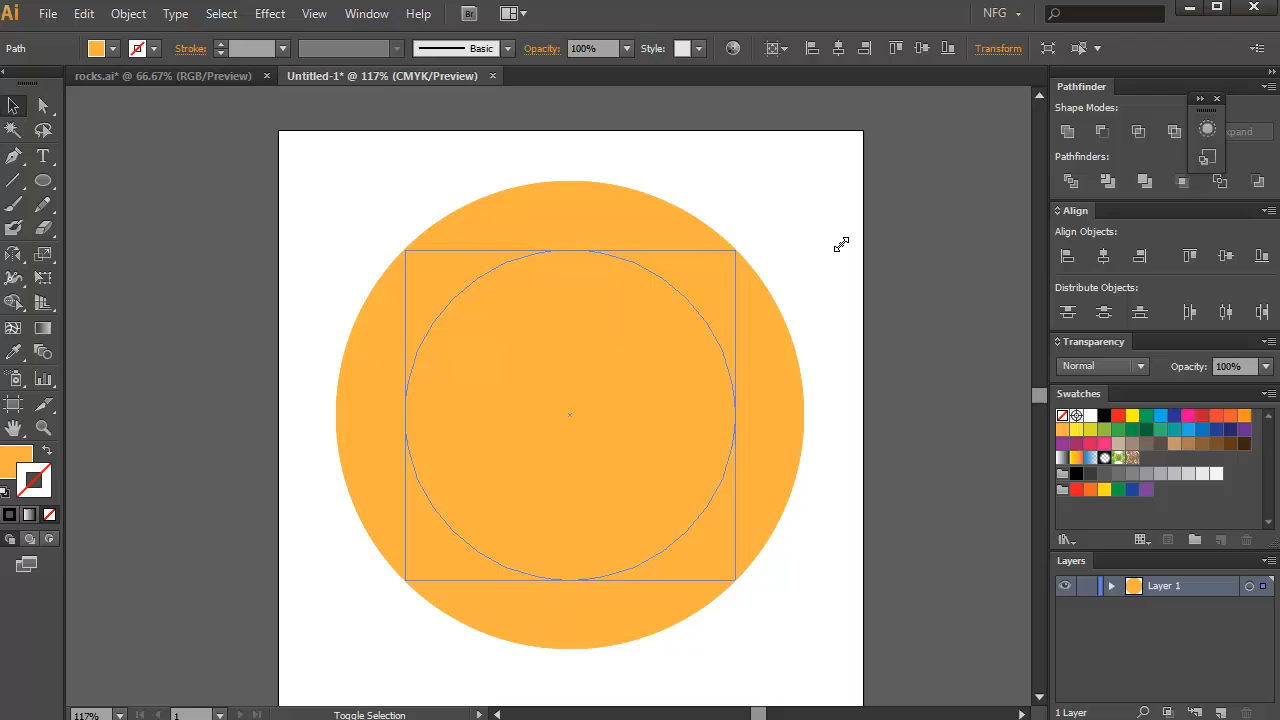 Ai File Edit Object Type Select Effect View Window Help Br NFG
Path Stroke: Basic Opacity: 100% Style: Transform
rocks.ai* @ 66.67% (RGB/Preview) × Untitled-1* @ 117% (CMYK/Preview) ×
Pathfinder
Shape Modes:
xpand
Pathfinders:
Align
Align Objects:
Distribute Objects:
Transparency
Normal Opacity: 100%
Swatches
Layers
Layer 1
117% 1 Toggle Selection 1 Layer